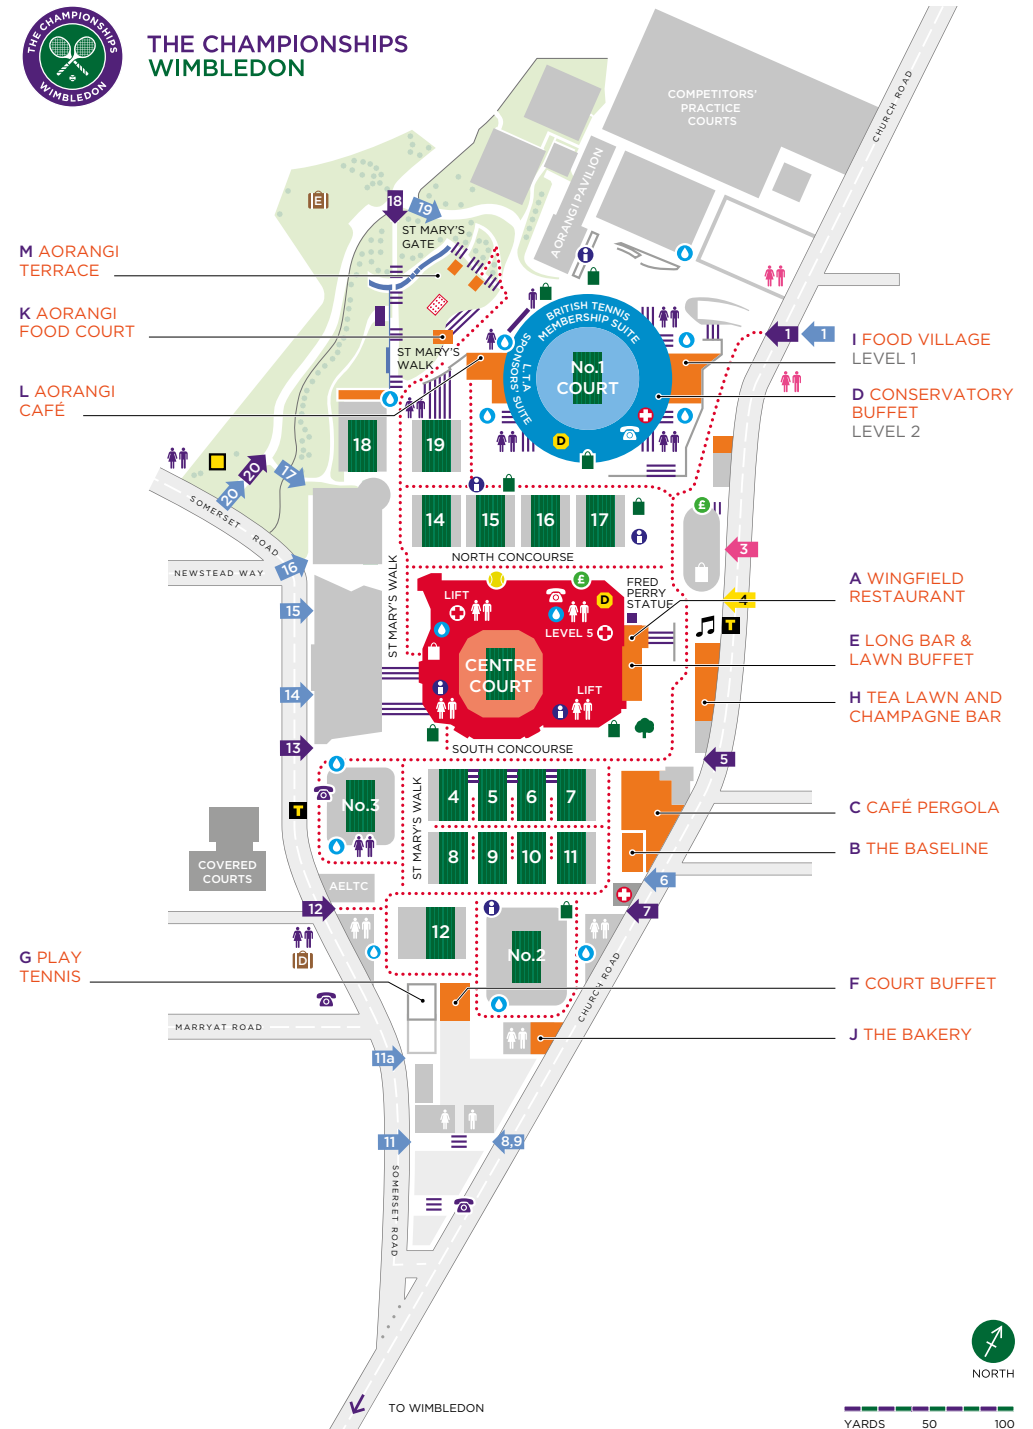 THE CHAMPIONSHIPS
WIMBLEDON
THE CHAMPIONSHIPS
WIMBLEDON
COMPETITORS'
PRACTICE
COURTS
CHURCH ROAD
AORANGI PAVILION
E
18
19
ST MARY'S
GATE
M AORANGI
TERRACE
K AORANGI
FOOD COURT
L AORANGI
CAFÉ
ST MARY'S
WALK
BRITISH TENNIS
MEMBERSHIP SUITE
L.T.A
SPONSORS' SUITE
No.1
COURT
D
1
1
I FOOD VILLAGE
LEVEL 1
D CONSERVATORY
BUFFET
LEVEL 2
18
19
20
20
17
SOMERSET ROAD
14
15
16
17
£
3
NORTH CONCOURSE
NEWSTEAD WAY
16
15
ST MARY'S WALK
LIFT
£
D
LEVEL 5
FRED
PERRY
STATUE
4
T
A WINGFIELD
RESTAURANT
E LONG BAR &
LAWN BUFFET
H TEA LAWN AND
CHAMPAGNE BAR
CENTRE
COURT
LIFT
14
13
SOUTH CONCOURSE
5
T
No.3
ST MARY'S WALK
4
5
6
7
8
9
10
11
C CAFÉ PERGOLA
B THE BASELINE
COVERED
COURTS
AELTC
6
7
12
12
No.2
D
G PLAY
TENNIS
CHURCH ROAD
F COURT BUFFET
J THE BAKERY
MARRYAT ROAD
11a
11
8,9
SOMERSET ROAD
TO WIMBLEDON
NORTH
YARDS
50
100